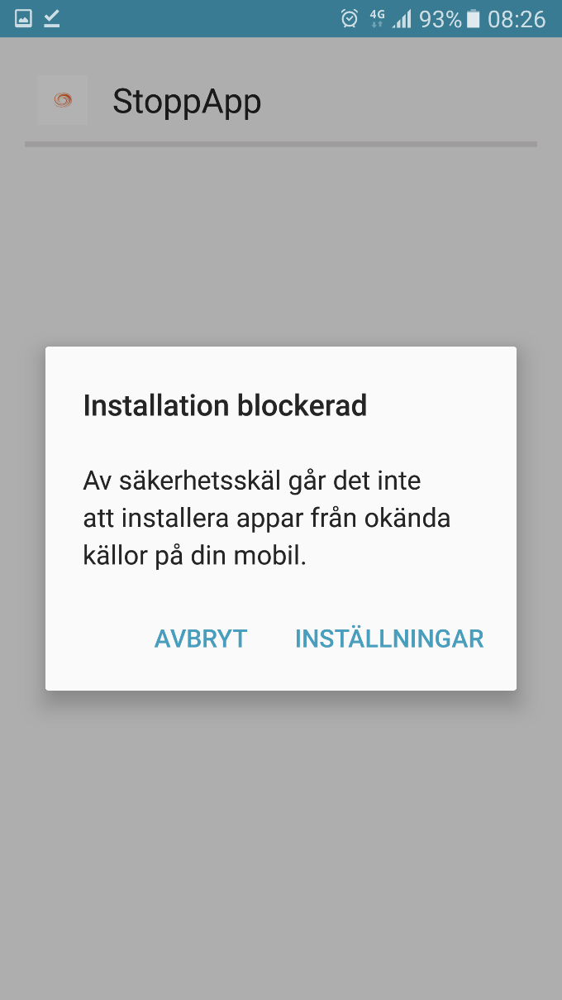 4G 93% 08:26
StoppApp
Installation blockerad
Av säkerhetsskäl går det inte
att installera appar från okända
källor på din mobil.
AVBRYT INSTÄLLNINGAR